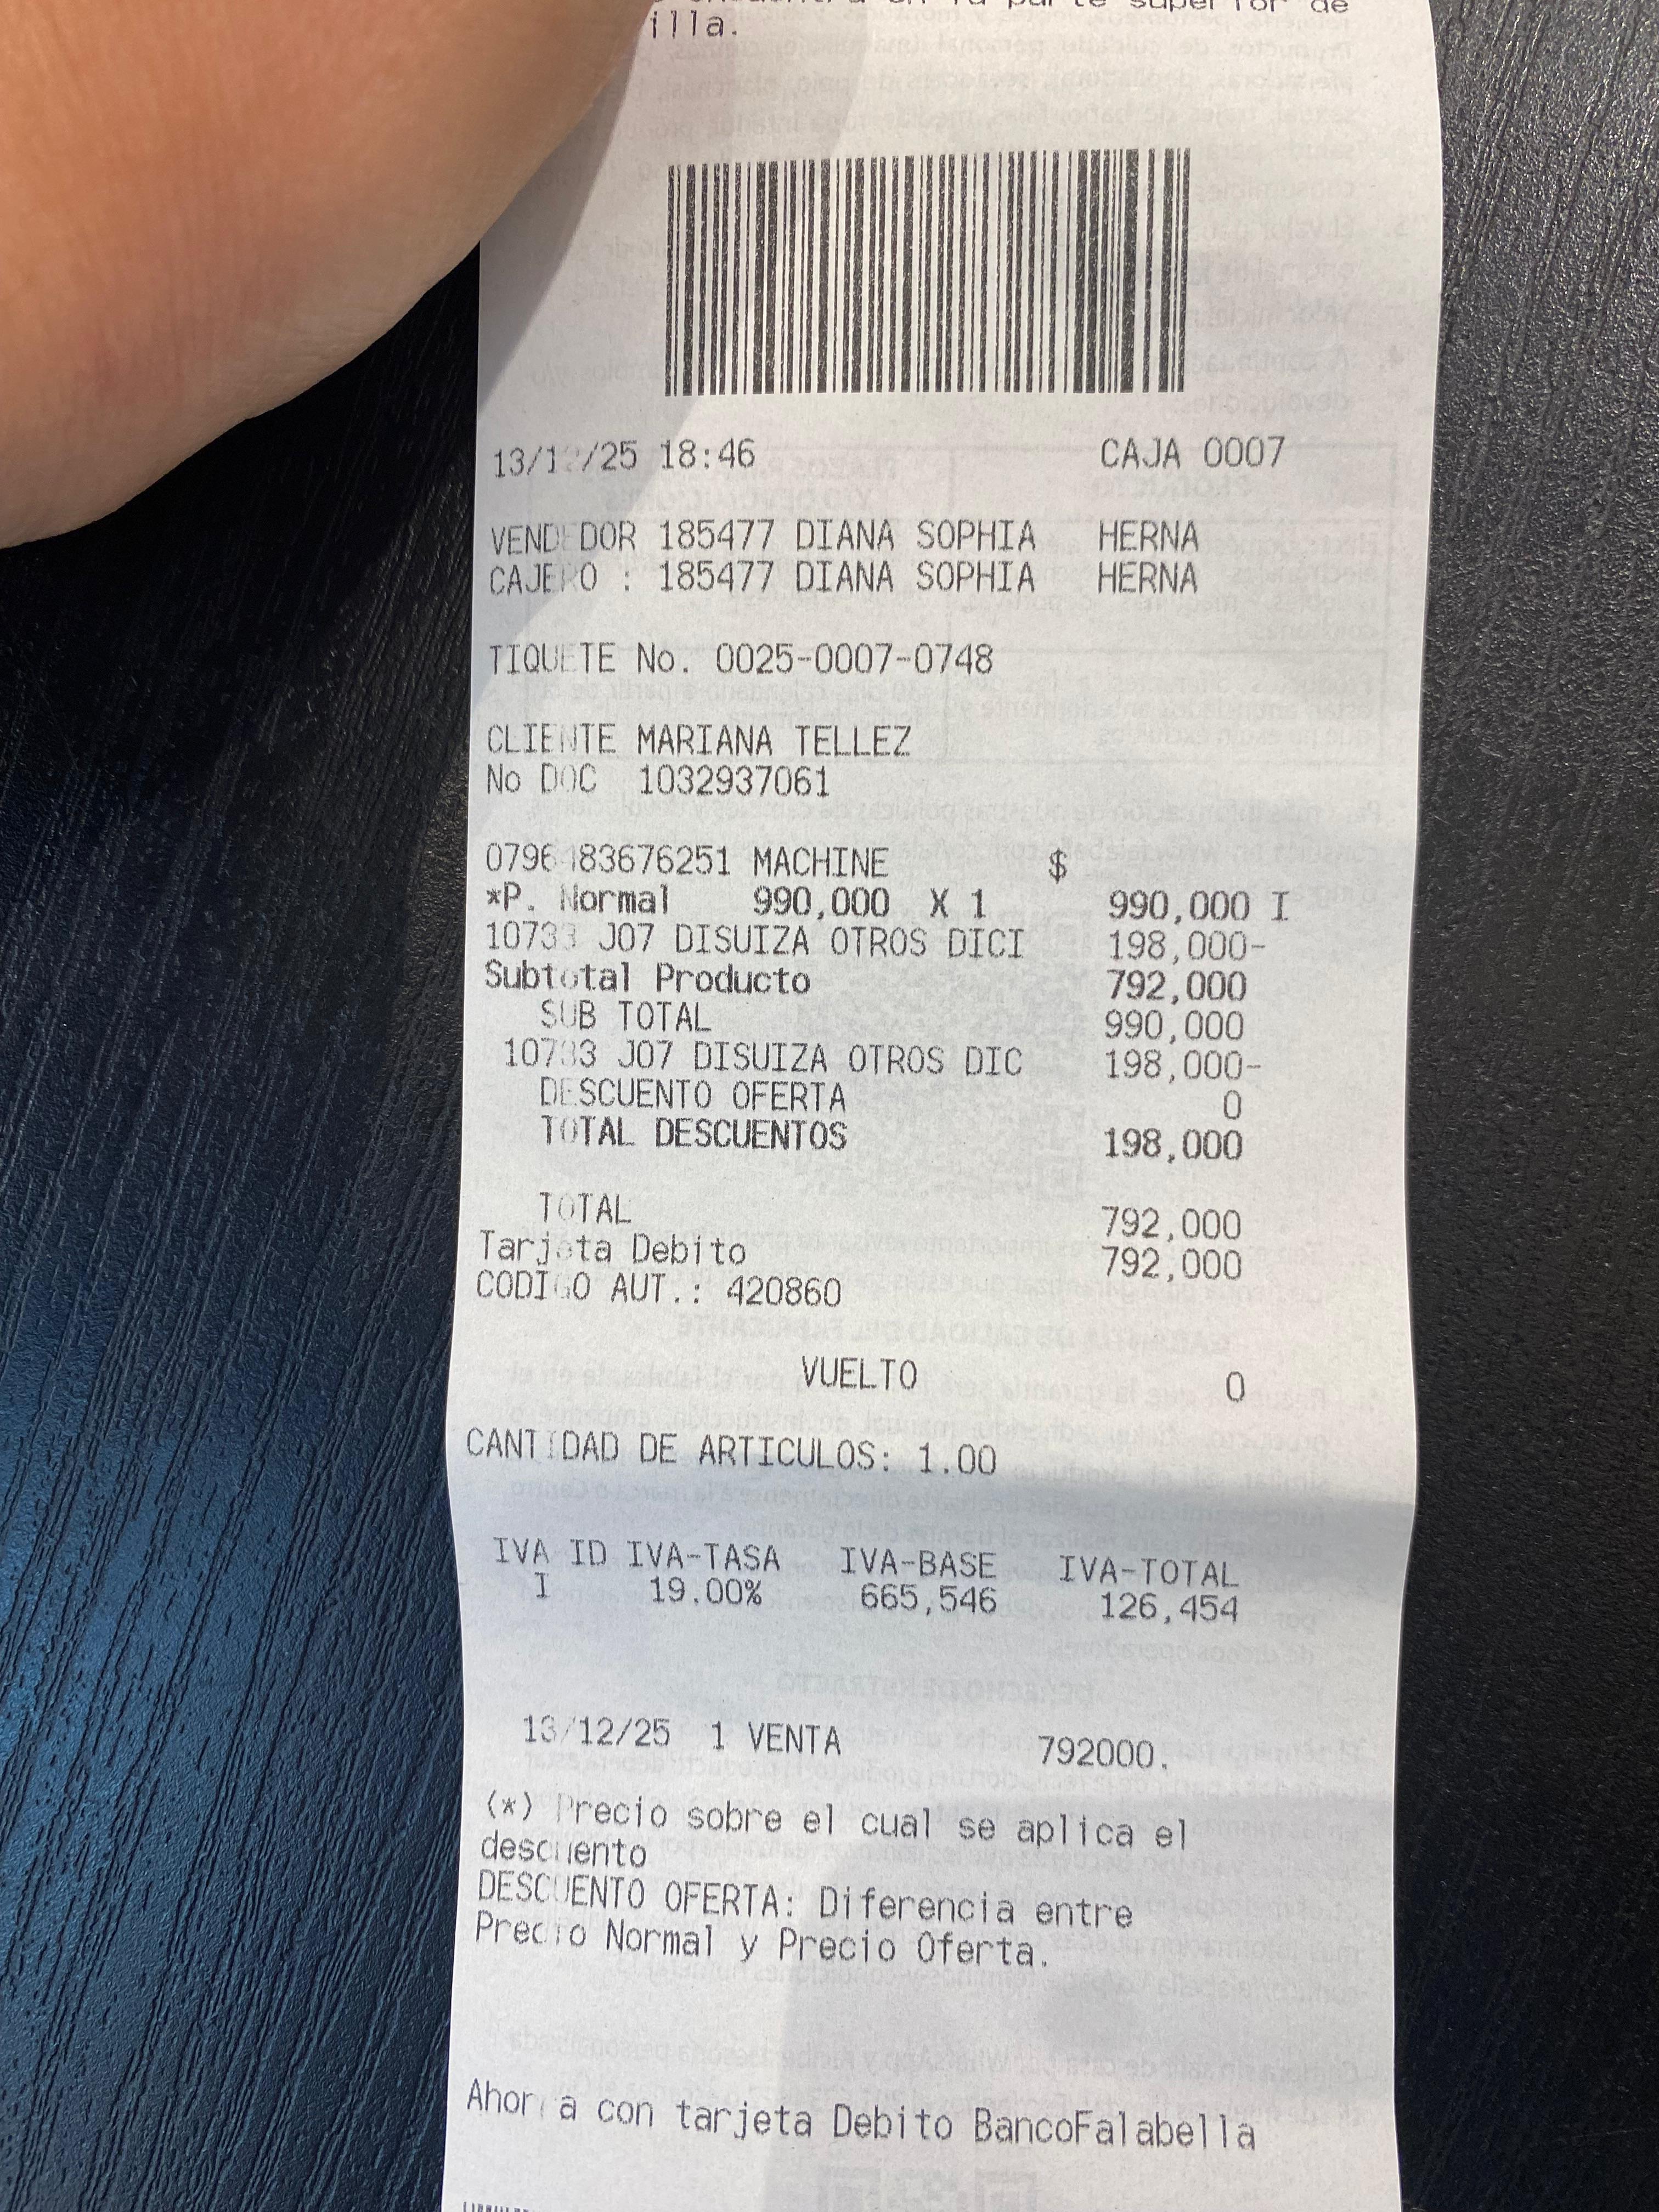 parte superior de
illa.
13/12/25 18:46 CAJA 0007
VENDEDOR 185477 DIANA SOPHIA HERNA
CAJERO : 185477 DIANA SOPHIA HERNA
TIQUETE No. 0025-0007-0748
CLIENTE MARIANA TELLEZ
No DOC 1032937061
0796483676251 MACHINE $
*P. Normal 990,000 X 1 990,000 I
10733 J07 DISUIZA OTROS DICI 198,000-
Subtotal Producto 792,000
SUB TOTAL 990,000
10733 J07 DISUIZA OTROS DIC 198,000-
DESCUENTO OFERTA 0
TOTAL DESCUENTOS 198,000
TOTAL 792,000
Tarjeta Debito 792,000
CODIGO AUT.: 420860
VUELTO 0
CANTIDAD DE ARTICULOS: 1.00
IVA ID IVA-TASA IVA-BASE IVA-TOTAL
I 19.00% 665,546 126,454
13/12/25 1 VENTA 792000.
(*) Precio sobre el cual se aplica el
descuento
DESCUENTO OFERTA: Diferencia entre
Precio Normal y Precio Oferta.
Ahorra con tarjeta Debito BancoFalabella